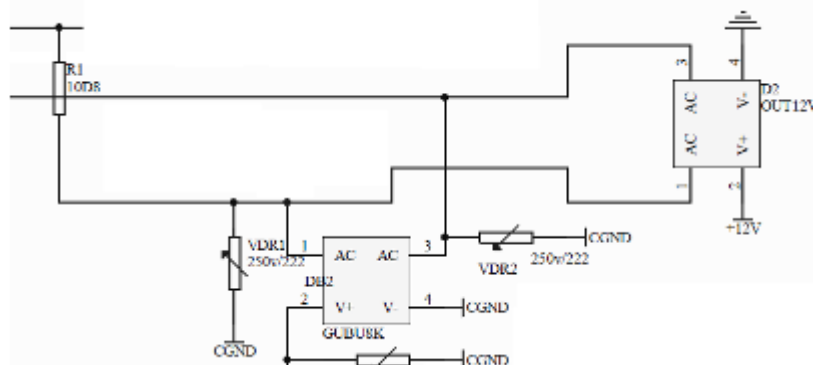 R1
10D8
3
4
AC
V-
D2
OUT12V
AC
V+
1
2
+12V
VDR1
250v/222
1
AC
AC
3
VDR2
250v/222
CGND
DB2
2
V+
V-
4
CGND
GUBU8K
CGND
CGND